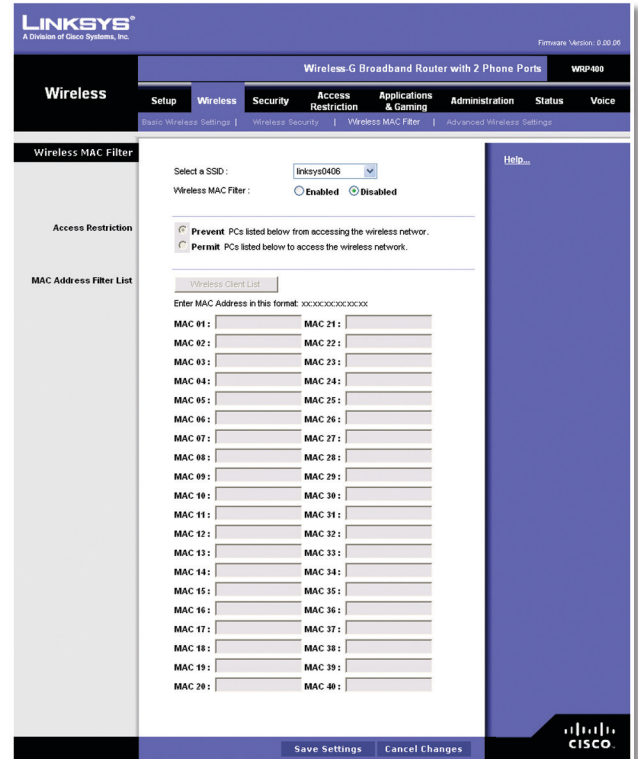 LINKSYS®
A Division of Cisco Systems, Inc.
Firmware Version: 0.00.06
Wireless-G Broadband Router with 2 Phone Ports WRP400
Wireless
Setup Wireless Security Access Restriction Applications & Gaming Administration Status Voice
Basic Wireless Settings | Wireless Security | Wireless MAC Filter | Advanced Wireless Settings
Wireless MAC Filter
Help...
Select a SSID : linksys0406
Wireless MAC Filter : Enabled Disabled
Access Restriction
Prevent PCs listed below from accessing the wireless networ.
Permit PCs listed below to access the wireless network.
MAC Address Filter List
Wireless Client List
Enter MAC Address in this format: xx:xx:xx:xx:xx:xx
MAC 01 : MAC 21 :
MAC 02 : MAC 22 :
MAC 03 : MAC 23 :
MAC 04 : MAC 24 :
MAC 05 : MAC 25 :
MAC 06 : MAC 26 :
MAC 07 : MAC 27 :
MAC 08 : MAC 28 :
MAC 09 : MAC 29 :
MAC 10 : MAC 30 :
MAC 11 : MAC 31 :
MAC 12 : MAC 32 :
MAC 13 : MAC 33 :
MAC 14 : MAC 34 :
MAC 15 : MAC 35 :
MAC 16 : MAC 36 :
MAC 17 : MAC 37 :
MAC 18 : MAC 38 :
MAC 19 : MAC 39 :
MAC 20 : MAC 40 :
Save Settings Cancel Changes
CISCO.